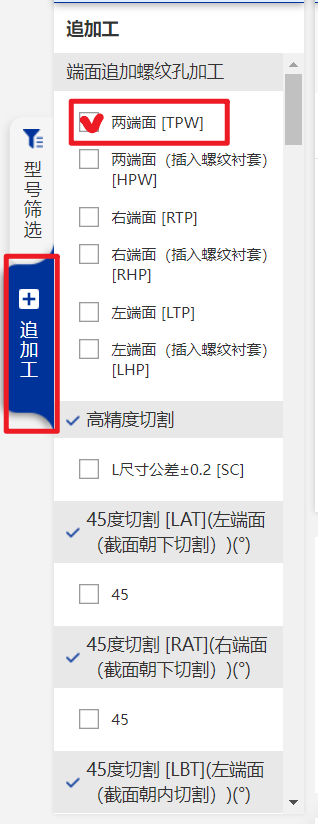 追加工
端面追加螺纹孔加工
两端面 [TPW]
两端面（插入螺纹衬套）
[HPW]
右端面 [RTP]
右端面（插入螺纹衬套）
[RHP]
左端面 [LTP]
左端面（插入螺纹衬套）
[LHP]
高精度切割
L尺寸公差±0.2 [SC]
45度切割 [LAT](左端面
（截面朝下切割）)(°)
45
45度切割 [RAT](右端面
（截面朝下切割）)(°)
45
45度切割 [LBT](左端面
（截面朝内切割）)(°)
型号筛选
追加工